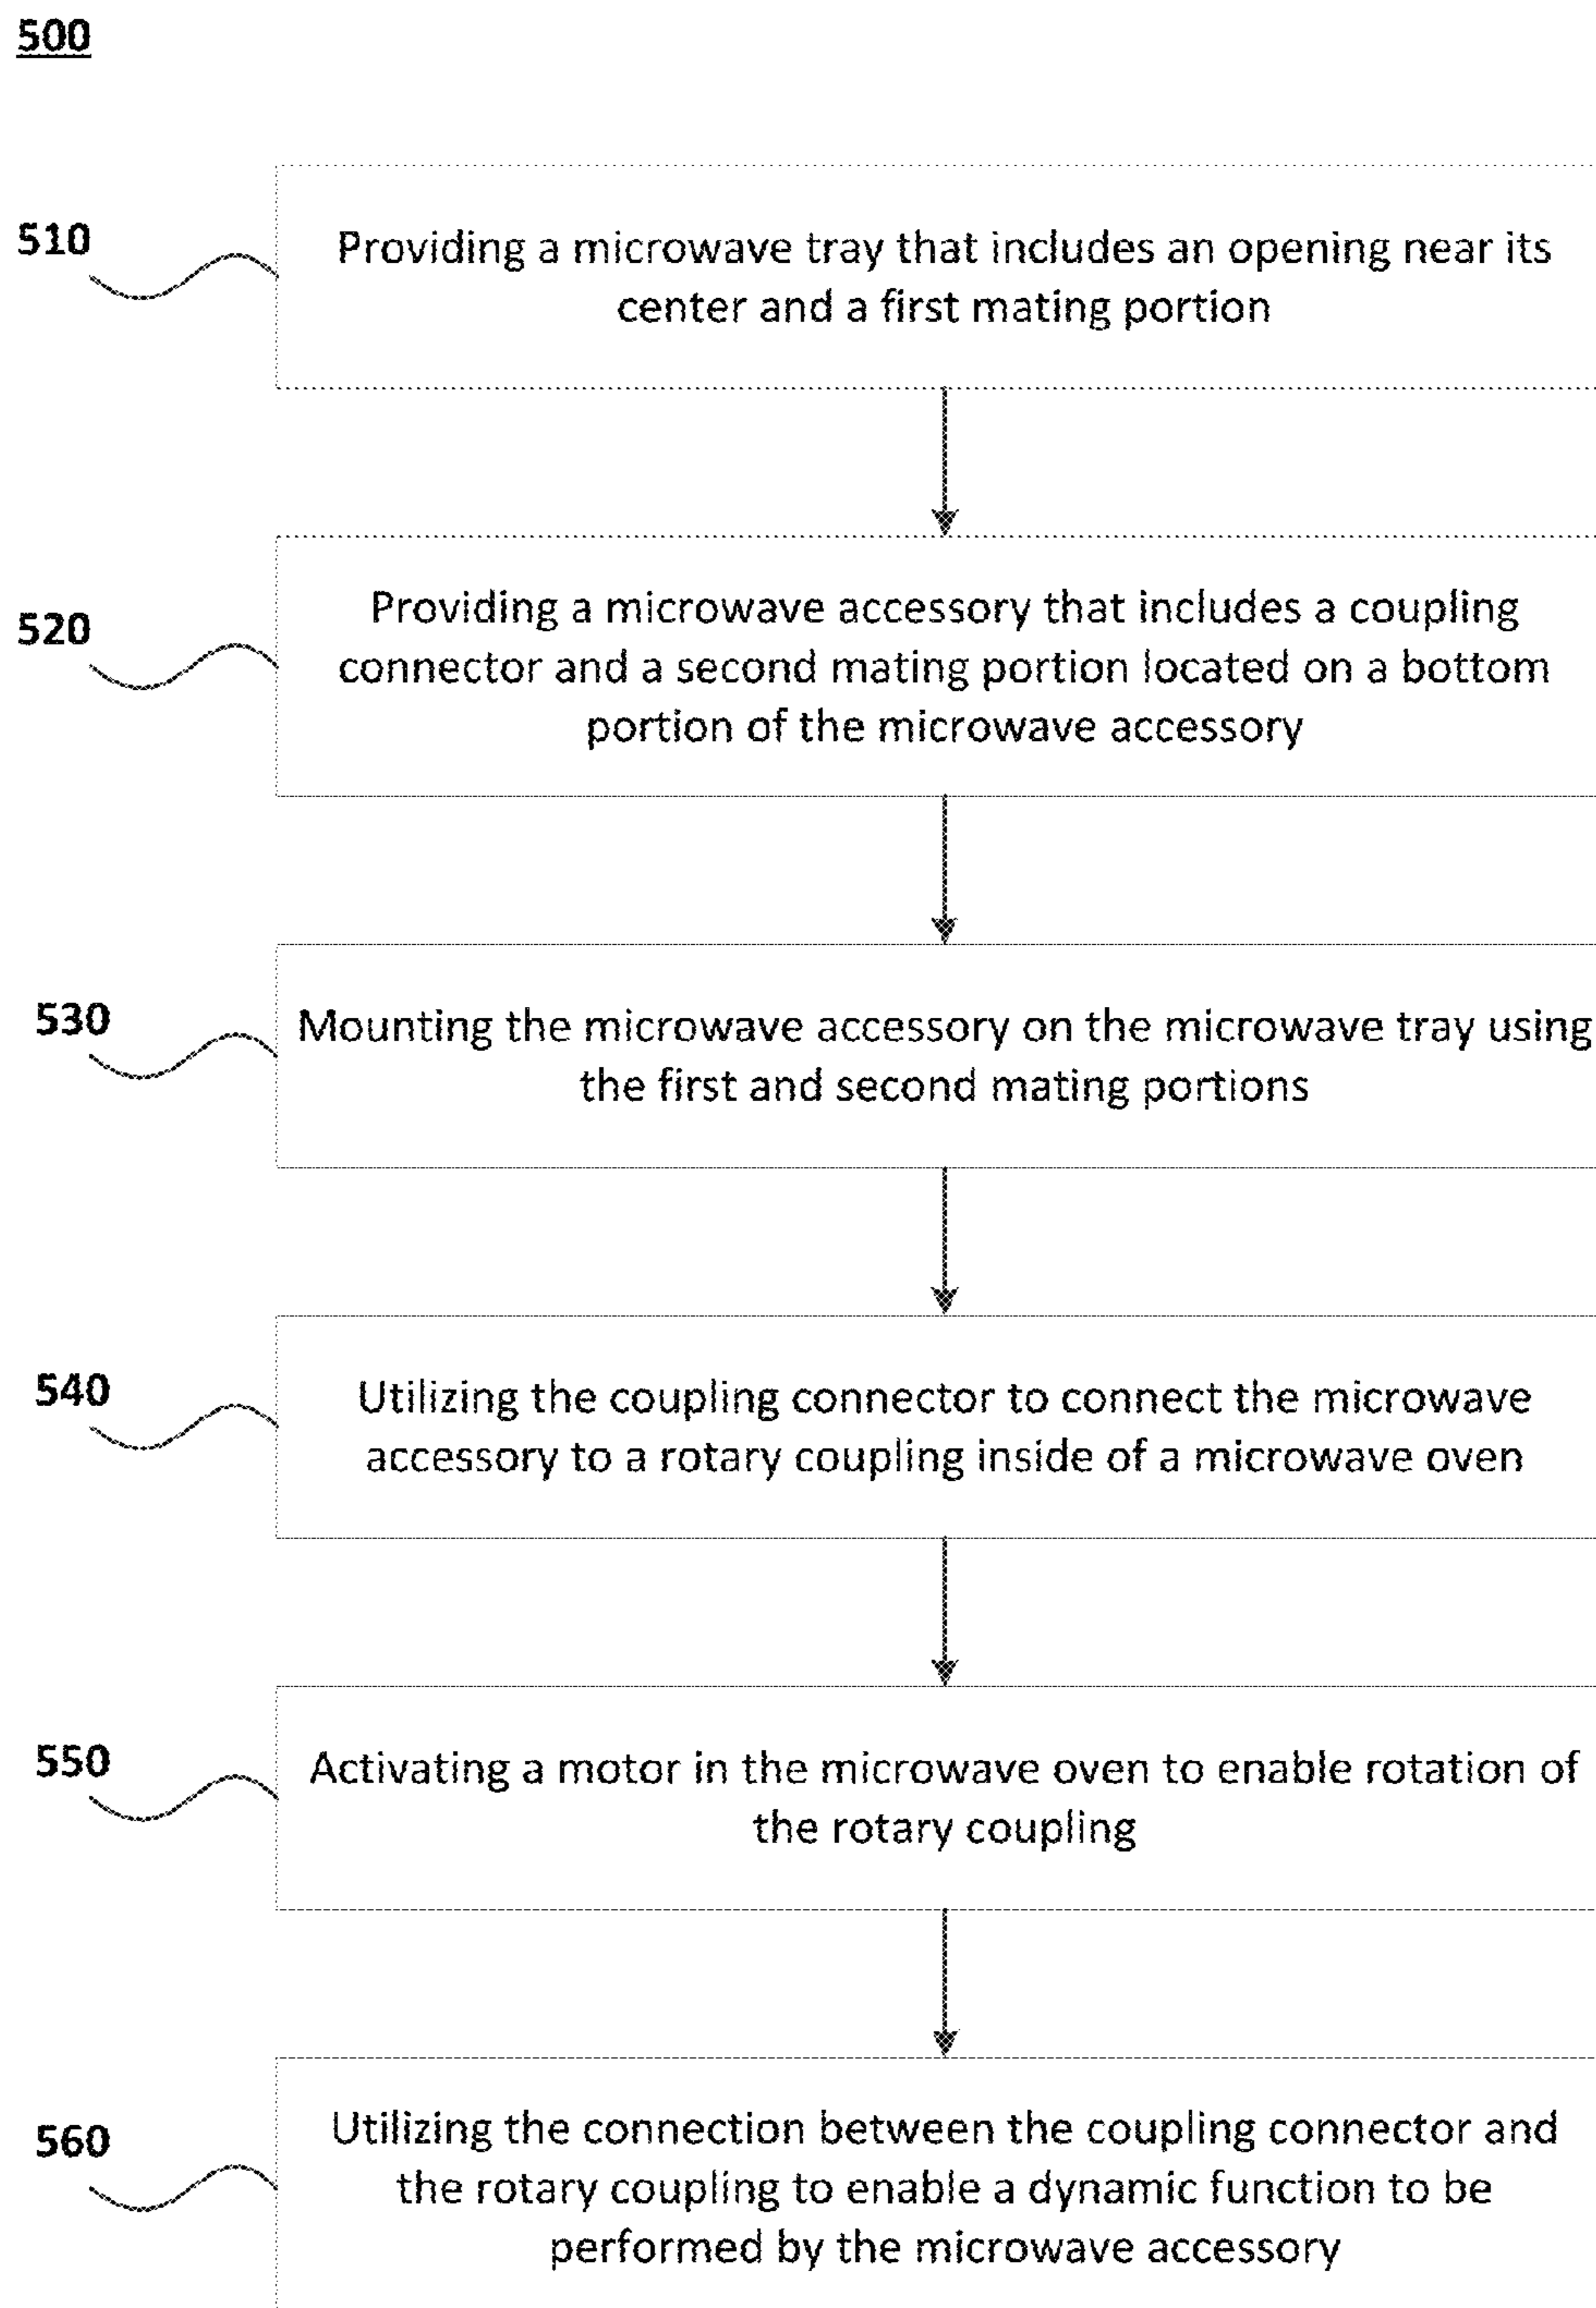 500
510
Providing a microwave tray that includes an opening near its
center and a first mating portion
520
Providing a microwave accessory that includes a coupling
connector and a second mating portion located on a bottom
portion of the microwave accessory
530
Mounting the microwave accessory on the microwave tray using
the first and second mating portions
540
Utilizing the coupling connector to connect the microwave
accessory to a rotary coupling inside of a microwave oven
550
Activating a motor in the microwave oven to enable rotation of
the rotary coupling
560
Utilizing the connection between the coupling connector and
the rotary coupling to enable a dynamic function to be
performed by the microwave accessory